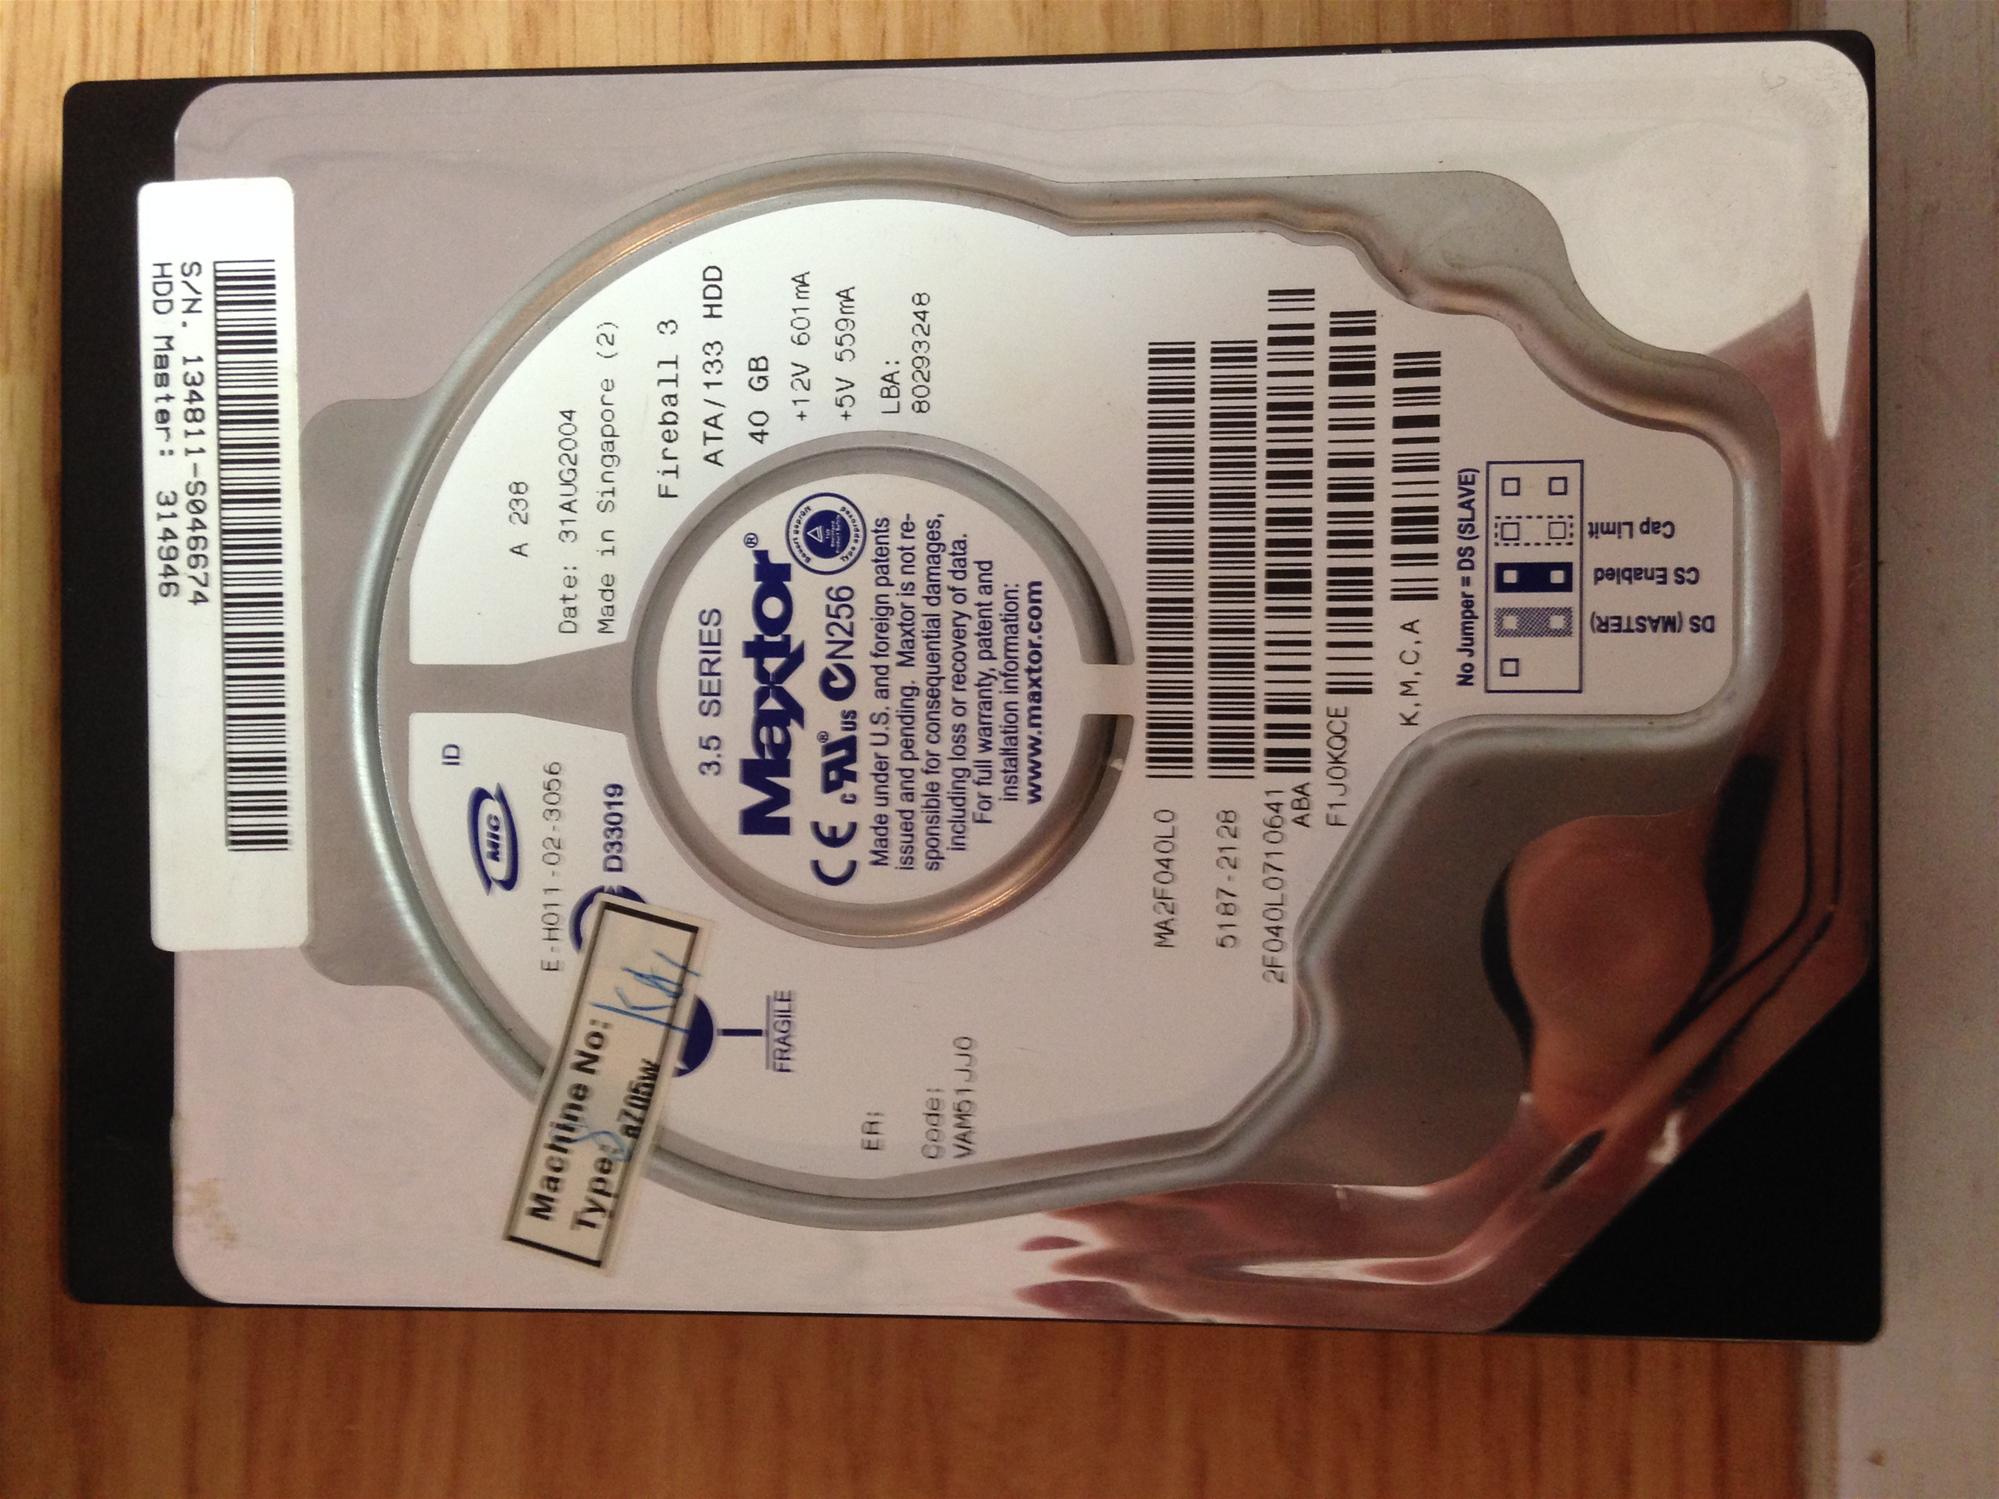 S/N. 134811-S046674
HDD Master: 314946
A 238
Date: 31AUG2004
Made in Singapore (2)
Fireball 3
ATA/133 HDD
40 GB
+12V 601mA
+5V 559mA
LBA:
80293248
ID
MIC
E-H011-02-3056
D33019
Machine No:
Type:
FRAGILE
ER:
Code:
VAM51JJ0
3.5 SERIES
Maxtor®
CE c UR® us N256
Made under U.S. and foreign patents
issued and pending. Maxtor is not re-
sponsible for consequential damages,
including loss or recovery of data.
For full warranty, patent and
installation information:
www.maxtor.com
MA2F040L0
5187-2128
2F040L0710641
ABA
F1J0KQCE
K,M,C,A
No Jumper = DS (SLAVE)
DS (MASTER)
CS Enabled
Cap Limit